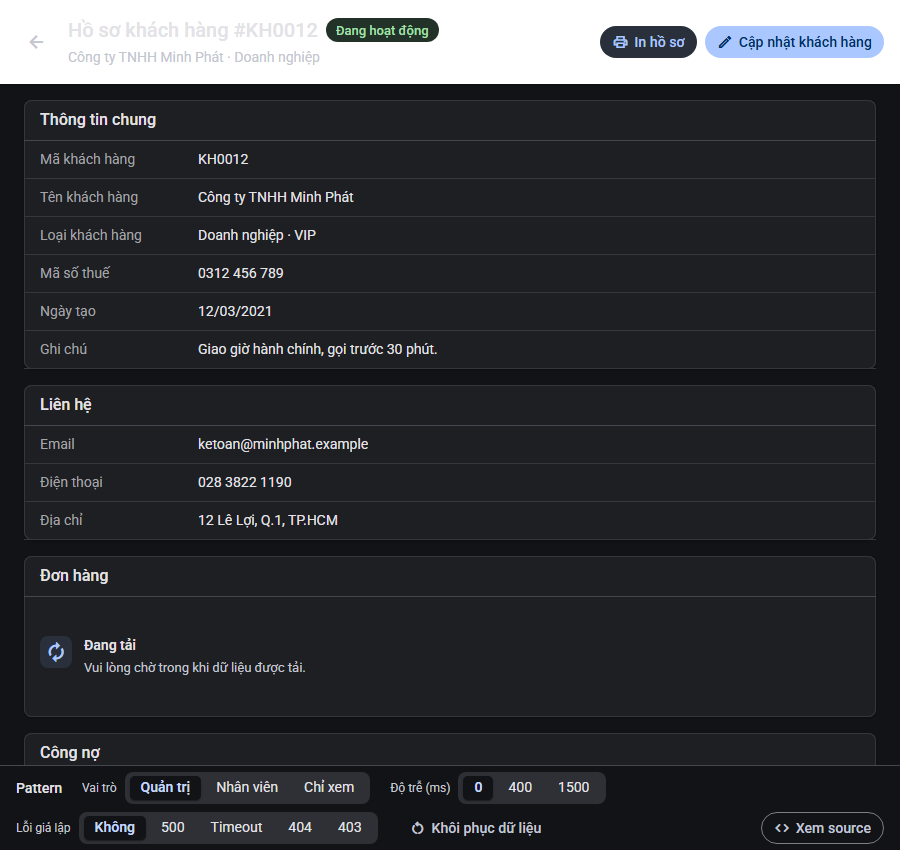 Hồ sơ khách hàng #KH0012 Đang hoạt động
Công ty TNHH Minh Phát · Doanh nghiệp
In hồ sơ
Cập nhật khách hàng
Thông tin chung
Mã khách hàng KH0012
Tên khách hàng Công ty TNHH Minh Phát
Loại khách hàng Doanh nghiệp · VIP
Mã số thuế 0312 456 789
Ngày tạo 12/03/2021
Ghi chú Giao giờ hành chính, gọi trước 30 phút.
Liên hệ
Email ketoan@minhphat.example
Điện thoại 028 3822 1190
Địa chỉ 12 Lê Lợi, Q.1, TP.HCM
Đơn hàng
Đang tải
Vui lòng chờ trong khi dữ liệu được tải.
Công nợ
Pattern Vai trò Quản trị Nhân viên Chỉ xem Độ trễ (ms) 0 400 1500
Lỗi giả lập Không 500 Timeout 404 403 Khôi phục dữ liệu <> Xem source